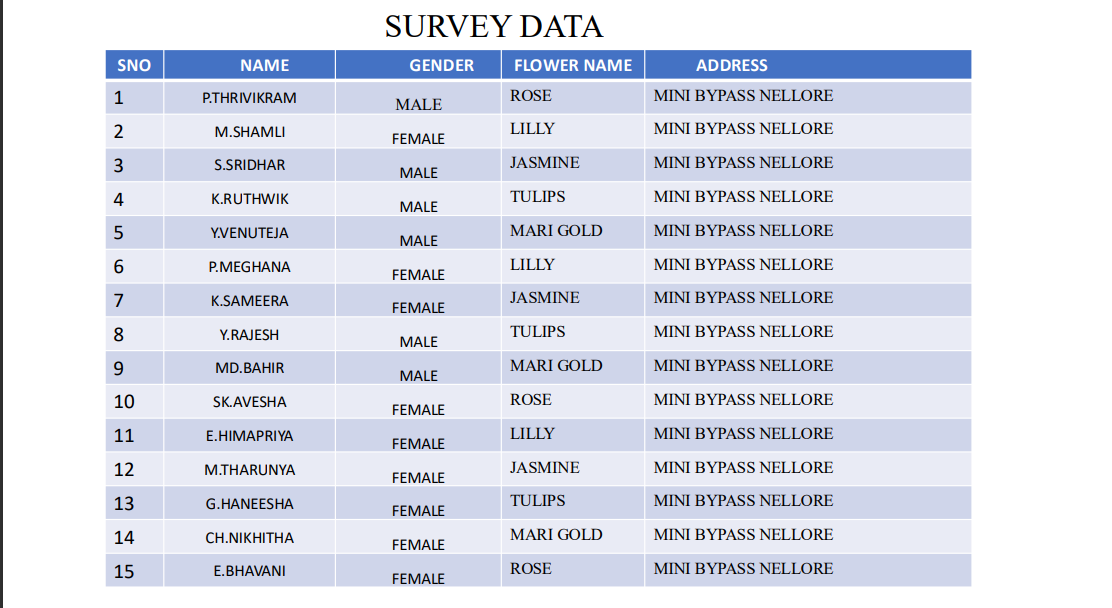 SURVEY DATA
SNO NAME GENDER FLOWER NAME ADDRESS
1 P.THRIVIKRAM MALE ROSE MINI BYPASS NELLORE
2 M.SHAMLI FEMALE LILLY MINI BYPASS NELLORE
3 S.SRIDHAR MALE JASMINE MINI BYPASS NELLORE
4 K.RUTHWIK MALE TULIPS MINI BYPASS NELLORE
5 Y.VENUTEJA MALE MARI GOLD MINI BYPASS NELLORE
6 P.MEGHANA FEMALE LILLY MINI BYPASS NELLORE
7 K.SAMEERA FEMALE JASMINE MINI BYPASS NELLORE
8 Y.RAJESH MALE TULIPS MINI BYPASS NELLORE
9 MD.BAHIR MALE MARI GOLD MINI BYPASS NELLORE
10 SK.AVESHA FEMALE ROSE MINI BYPASS NELLORE
11 E.HIMAPRIYA FEMALE LILLY MINI BYPASS NELLORE
12 M.THARUNYA FEMALE JASMINE MINI BYPASS NELLORE
13 G.HANEESHA FEMALE TULIPS MINI BYPASS NELLORE
14 CH.NIKHITHA FEMALE MARI GOLD MINI BYPASS NELLORE
15 E.BHAVANI FEMALE ROSE MINI BYPASS NELLORE